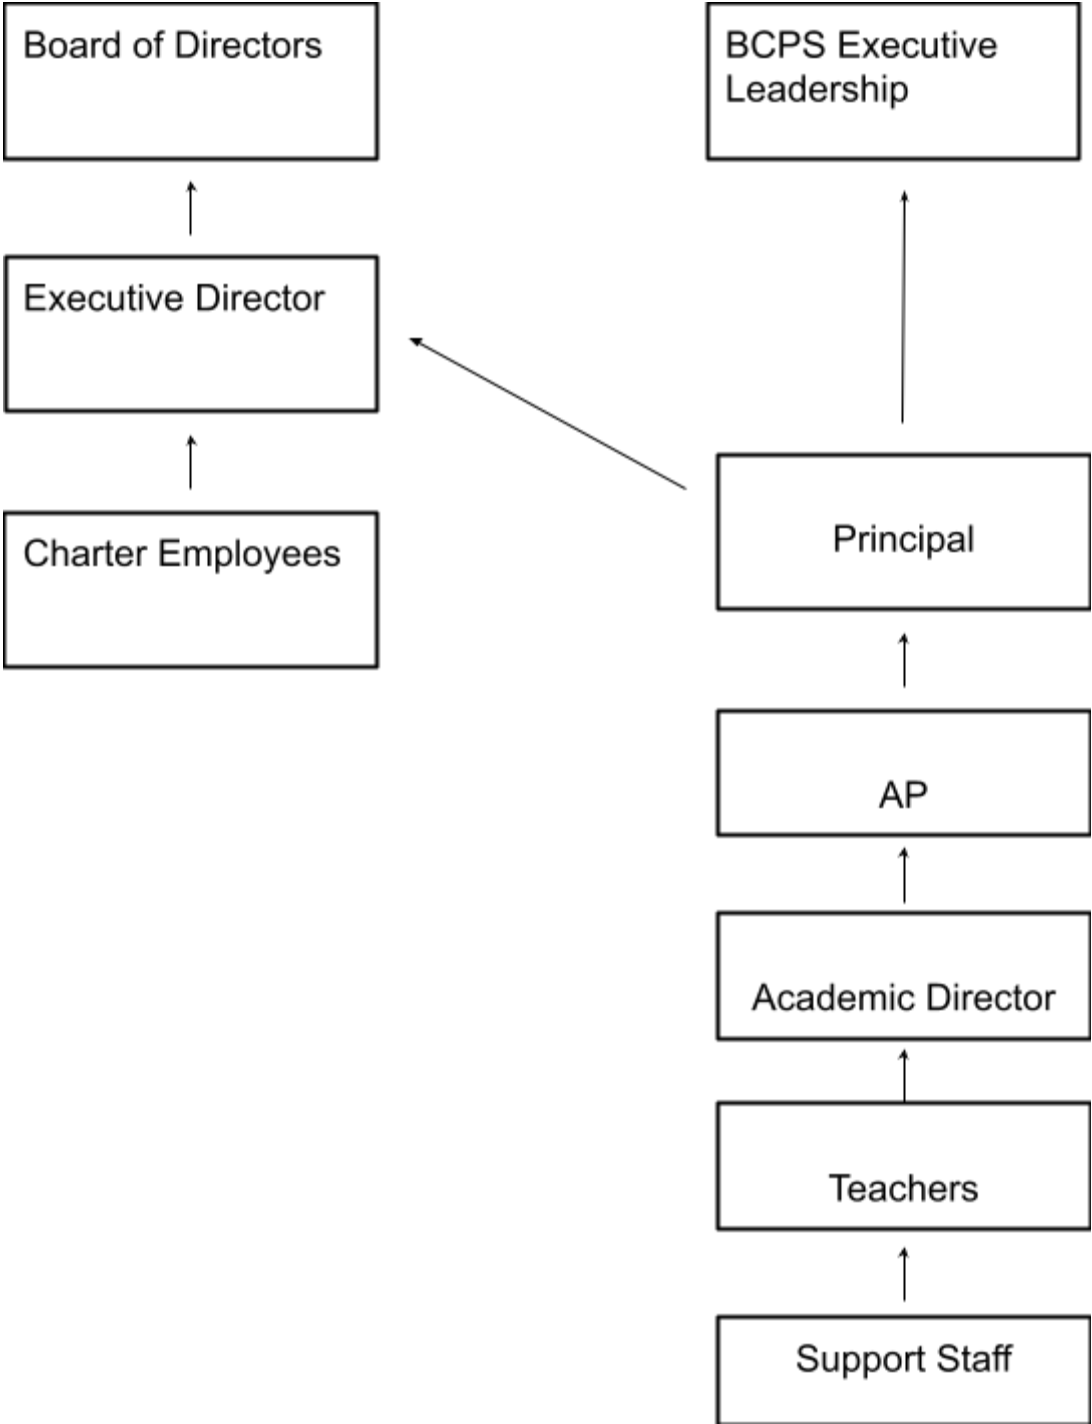 Board of Directors
BCPS Executive
Leadership
Executive Director
Charter Employees
Principal
AP
Academic Director
Teachers
Support Staff